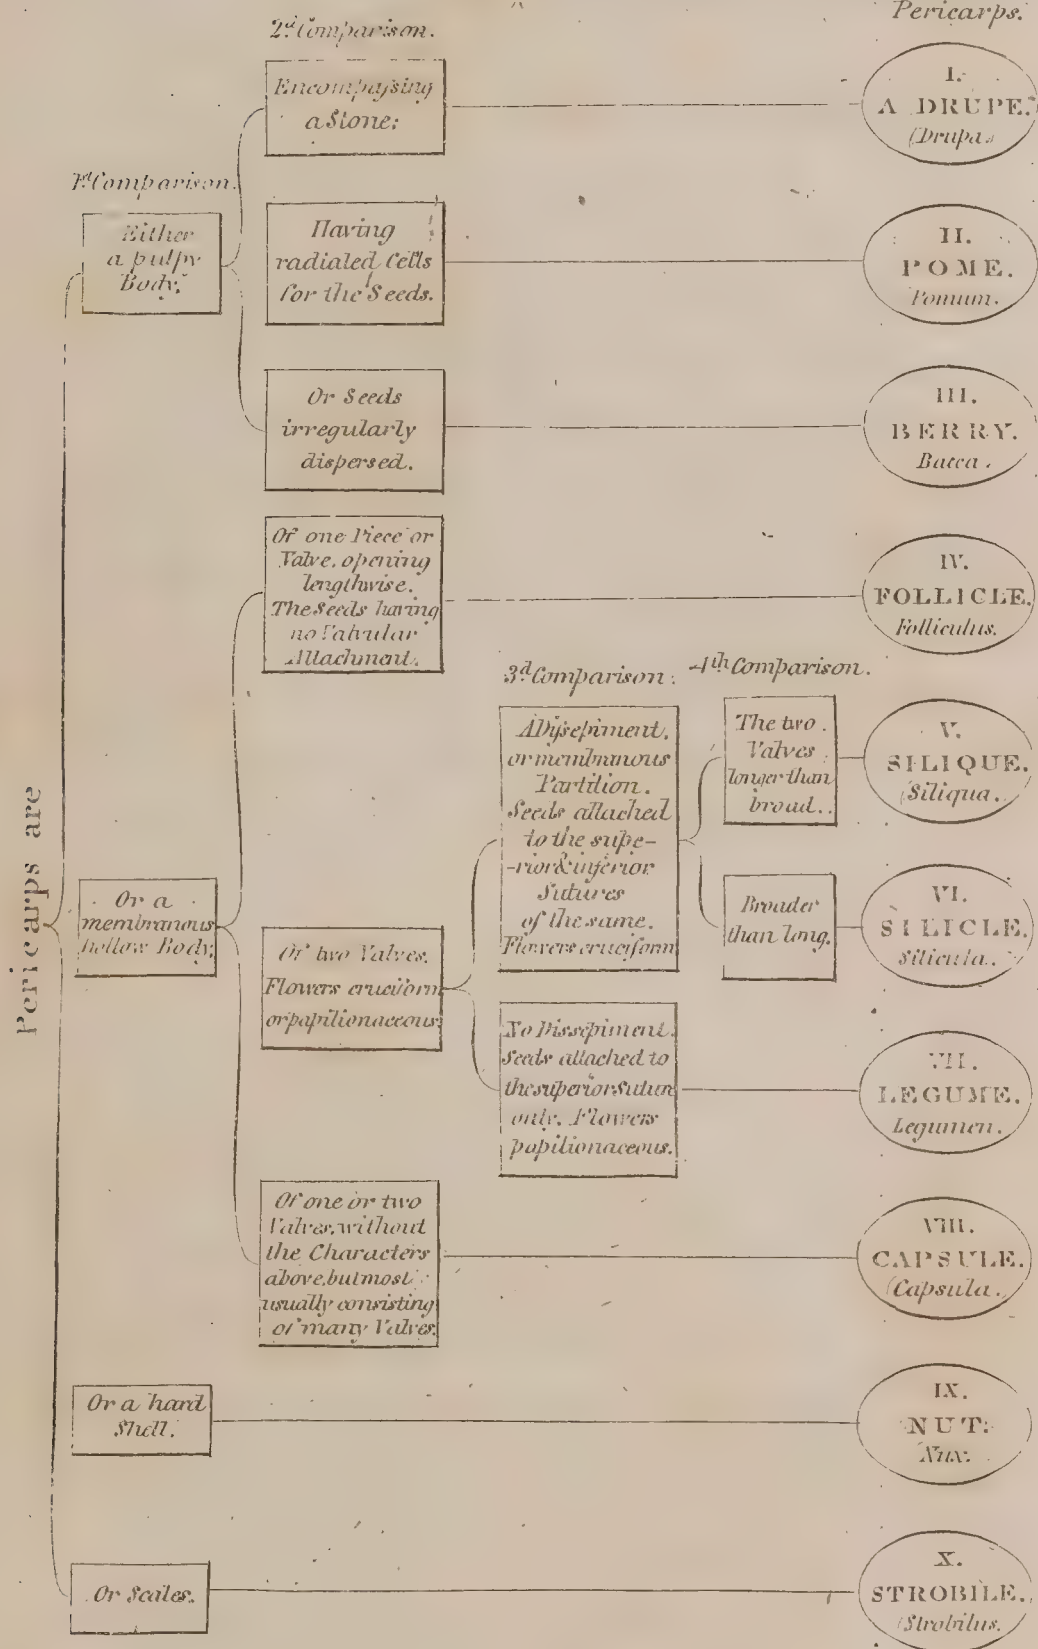 Pericarps.
2.d Comparison.
Encompassing
a Stone:
I.
A DRUPE.
(Drupa.
1.st Comparison.
Either
a pulpy
Body.
Having
radiated Cells
for the Seeds.
II.
POME.
Pomum.
Or Seeds
irregularly
dispersed.
III.
BERRY.
Bacca.
Of one Piece or
Valve, opening
lengthwise.
The Seeds having
no Valvular
Attachment.
IV.
FOLLICLE.
Folliculus.
3.d Comparison.
4th Comparison.
A Dissepiment,
or membranous
Partition.
Seeds attached
to the supe-
-rior & inferior
Sutures
of the same.
Flowers cruciform
The two
Valves
longer than
broad.
V.
SILIQUE.
(Siliqua.
Broader
than long.
VI.
SILICLE.
Silicula.
Pericarps are
Or a
membranous
hollow Body,
Of two Valves.
Flowers cruciform
or papilionaceous.
No Dissepiment.
Seeds attached to
the superior Suture
only. Flowers
papilionaceous.
VII.
LEGUME.
Legumen.
Of one or two
Valves, without
the Characters
above, but most
usually consisting
of many Valves.
VIII.
CAPSULE.
(Capsula.
Or a hard
Shell.
IX.
NUT.
Nux.
Or Scales.
X.
STROBILE.
(Strobilus.